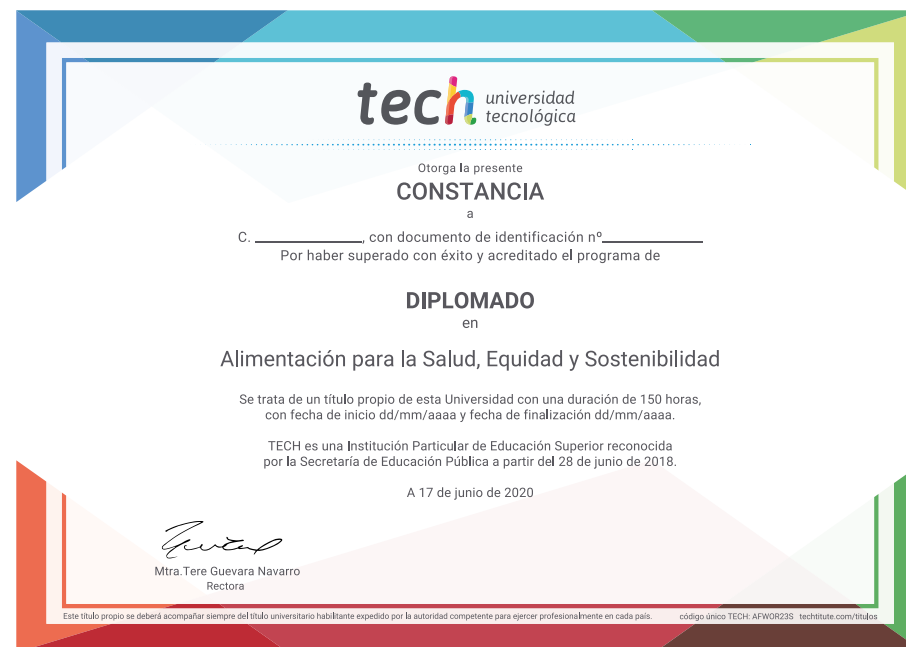 tech universidad
tecnológica
Otorga la presente
CONSTANCIA
a
C. ____________, con documento de identificación nº____________
Por haber superado con éxito y acreditado el programa de
DIPLOMADO
en
Alimentación para la Salud, Equidad y Sostenibilidad
Se trata de un título propio de esta Universidad con una duración de 150 horas,
con fecha de inicio dd/mm/aaaa y fecha de finalización dd/mm/aaaa.
TECH es una Institución Particular de Educación Superior reconocida
por la Secretaría de Educación Pública a partir del 28 de junio de 2018.
A 17 de junio de 2020
Mtra.Tere Guevara Navarro
Rectora
Este título propio se deberá acompañar siempre del título universitario habilitante expedido por la autoridad competente para ejercer profesionalmente en cada país. código único TECH: AFWOR23S techtitute.com/titulos